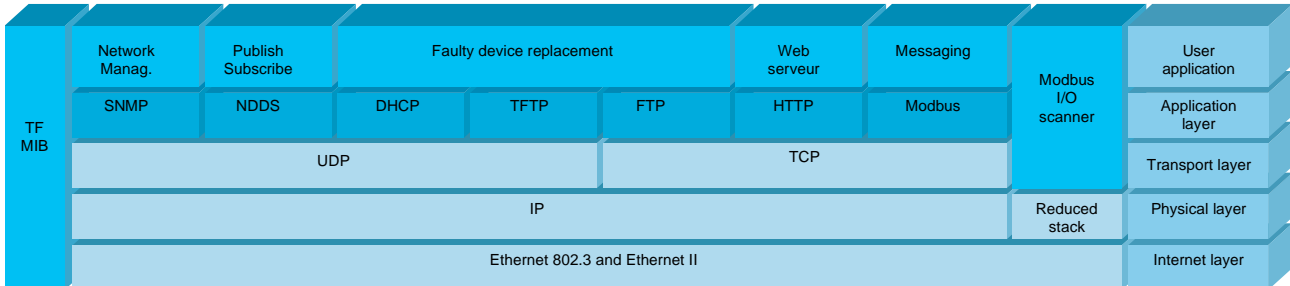 Network
Manag.
Publish
Subscribe
Faulty device replacement
Web
serveur
Messaging
User
application
TF
MIB
SNMP
NDDS
DHCP
TFTP
FTP
HTTP
Modbus
Modbus
I/O
scanner
Application
layer
UDP
TCP
Transport layer
IP
Reduced
stack
Physical layer
Ethernet 802.3 and Ethernet II
Internet layer